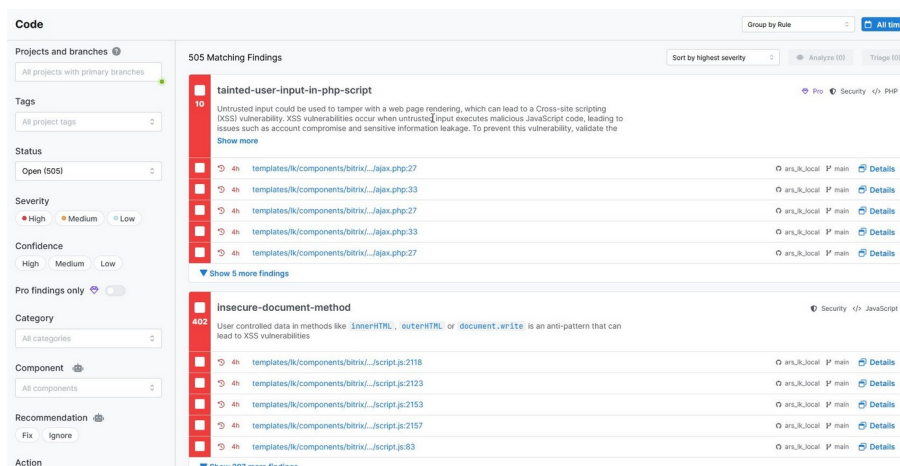 Code
Group by Rule
All tim
Projects and branches
All projects with primary branches
Tags
All project tags
Status
Open (505)
Severity
High Medium Low
Confidence
High Medium Low
Pro findings only
Category
All categories
Component
All components
Recommendation
Fix Ignore
Action
505 Matching Findings
Sort by highest severity
Analyze (0)
Triage (0)
10
tainted-user-input-in-php-script
Pro Security </> PHP
Untrusted input could be used to tamper with a web page rendering, which can lead to a Cross-site scripting
(XSS) vulnerability. XSS vulnerabilities occur when untrusted input executes malicious JavaScript code, leading to
issues such as account compromise and sensitive information leakage. To prevent this vulnerability, validate the
Show more
4h templates/lk/components/bitrix/.../ajax.php:27 ars_lk_local main Details
4h templates/lk/components/bitrix/.../ajax.php:33 ars_lk_local main Details
4h templates/lk/components/bitrix/.../ajax.php:27 ars_lk_local main Details
4h templates/lk/components/bitrix/.../ajax.php:33 ars_lk_local main Details
4h templates/lk/components/bitrix/.../ajax.php:27 ars_lk_local main Details
Show 5 more findings
402
insecure-document-method
Security </> JavaScript
User controlled data in methods like innerHTML, outerHTML or document.write is an anti-pattern that can
lead to XSS vulnerabilities
4h templates/lk/components/bitrix/.../script.js:2118 ars_lk_local main Details
4h templates/lk/components/bitrix/.../script.js:2123 ars_lk_local main Details
4h templates/lk/components/bitrix/.../script.js:2153 ars_lk_local main Details
4h templates/lk/components/bitrix/.../script.js:2157 ars_lk_local main Details
4h templates/lk/components/bitrix/.../script.js:83 ars_lk_local main Details
Show 397 more findings